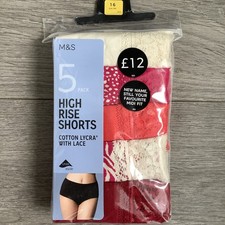 16
M&S
5 PACK
HIGH
RISE
SHORTS
COTTON LYCRA®
WITH LACE
£12
NEW NAME,
STILL YOUR
FAVOURITE
MIDI FIT